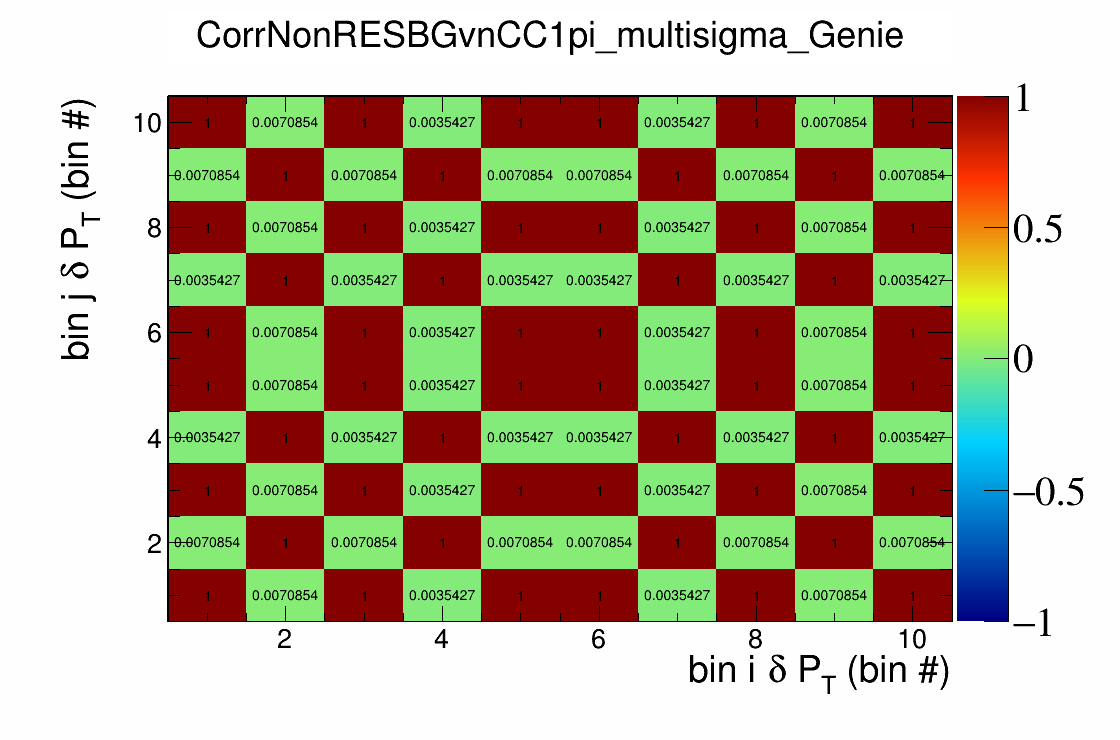 CorrNonRESBGvnCC1pi_multisigma_Genie
bin j δ P_T (bin #)
10 1 0.0070854 1 0.0035427 1 1 0.0035427 1 0.0070854 1
0.0070854 1 0.0070854 1 0.0070854 0.0070854 1 0.0070854 1 0.0070854
8 1 0.0070854 1 0.0035427 1 1 0.0035427 1 0.0070854 1
0.0035427 1 0.0035427 1 0.0035427 0.0035427 1 0.0035427 1 0.0035427
6 1 0.0070854 1 0.0035427 1 1 0.0035427 1 0.0070854 1
1 0.0070854 1 0.0035427 1 1 0.0035427 1 0.0070854 1
4 0.0035427 1 0.0035427 1 0.0035427 0.0035427 1 0.0035427 1 0.0035427
1 0.0070854 1 0.0035427 1 1 0.0035427 1 0.0070854 1
2 0.0070854 1 0.0070854 1 0.0070854 0.0070854 1 0.0070854 1 0.0070854
1 0.0070854 1 0.0035427 1 1 0.0035427 1 0.0070854 1
2 4 6 8 10
bin i δ P_T (bin #)
1
0.5
0
−0.5
−1